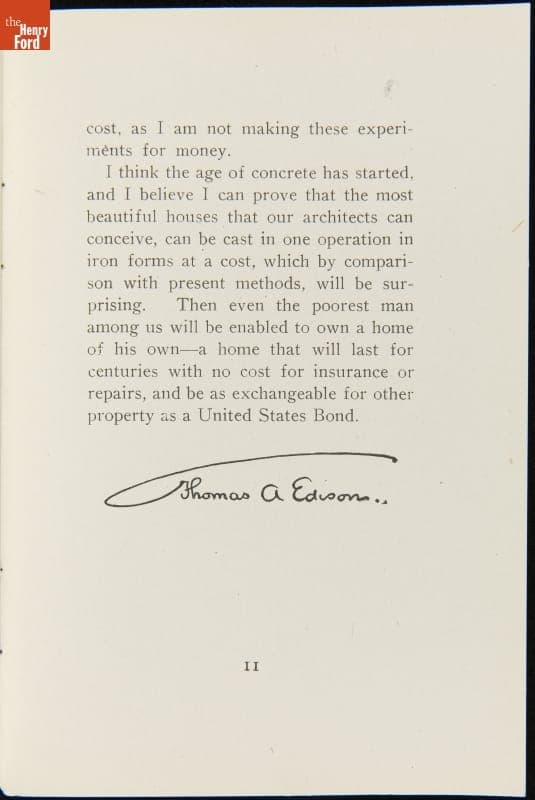 the
Henry
Ford
cost, as I am not making these experi-
ments for money.
I think the age of concrete has started,
and I believe I can prove that the most
beautiful houses that our architects can
conceive, can be cast in one operation in
iron forms at a cost, which by compari-
son with present methods, will be sur-
prising. Then even the poorest man
among us will be enabled to own a home
of his own—a home that will last for
centuries with no cost for insurance or
repairs, and be as exchangeable for other
property as a United States Bond.
Thomas A Edison..
11